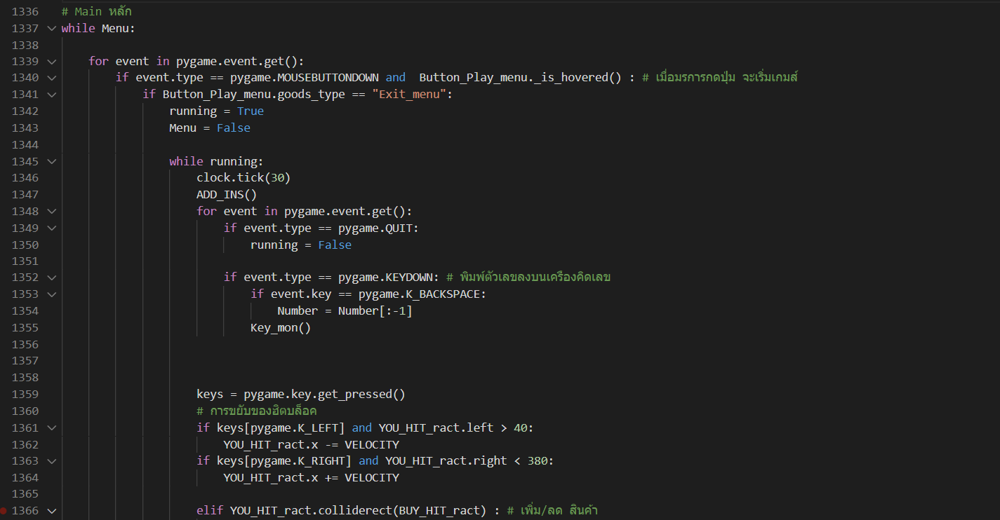 1336 # Main หลัก
1337 while Menu:
1338
1339 for event in pygame.event.get():
1340 if event.type == pygame.MOUSEBUTTONDOWN and  Button_Play_menu._is_hovered() : # เมื่อมรการกดปุ่ม จะเริ่มเกมส์
1341 if Button_Play_menu.goods_type == "Exit_menu":
1342 running = True
1343 Menu = False
1344
1345 while running:
1346 clock.tick(30)
1347 ADD_INS()
1348 for event in pygame.event.get():
1349 if event.type == pygame.QUIT:
1350 running = False
1351
1352 if event.type == pygame.KEYDOWN: # พิมพ์ตัวเลขลงบนเครื่องคิดเลข
1353 if event.key == pygame.K_BACKSPACE:
1354 Number = Number[:-1]
1355 Key_mon()
1356
1357
1358
1359 keys = pygame.key.get_pressed()
1360 # การขยับของฮิตบล็อค
1361 if keys[pygame.K_LEFT] and YOU_HIT_ract.left > 40:
1362 YOU_HIT_ract.x -= VELOCITY
1363 if keys[pygame.K_RIGHT] and YOU_HIT_ract.right < 380:
1364 YOU_HIT_ract.x += VELOCITY
1365
1366 elif YOU_HIT_ract.colliderect(BUY_HIT_ract) : # เพิ่ม/ลด สินค้า